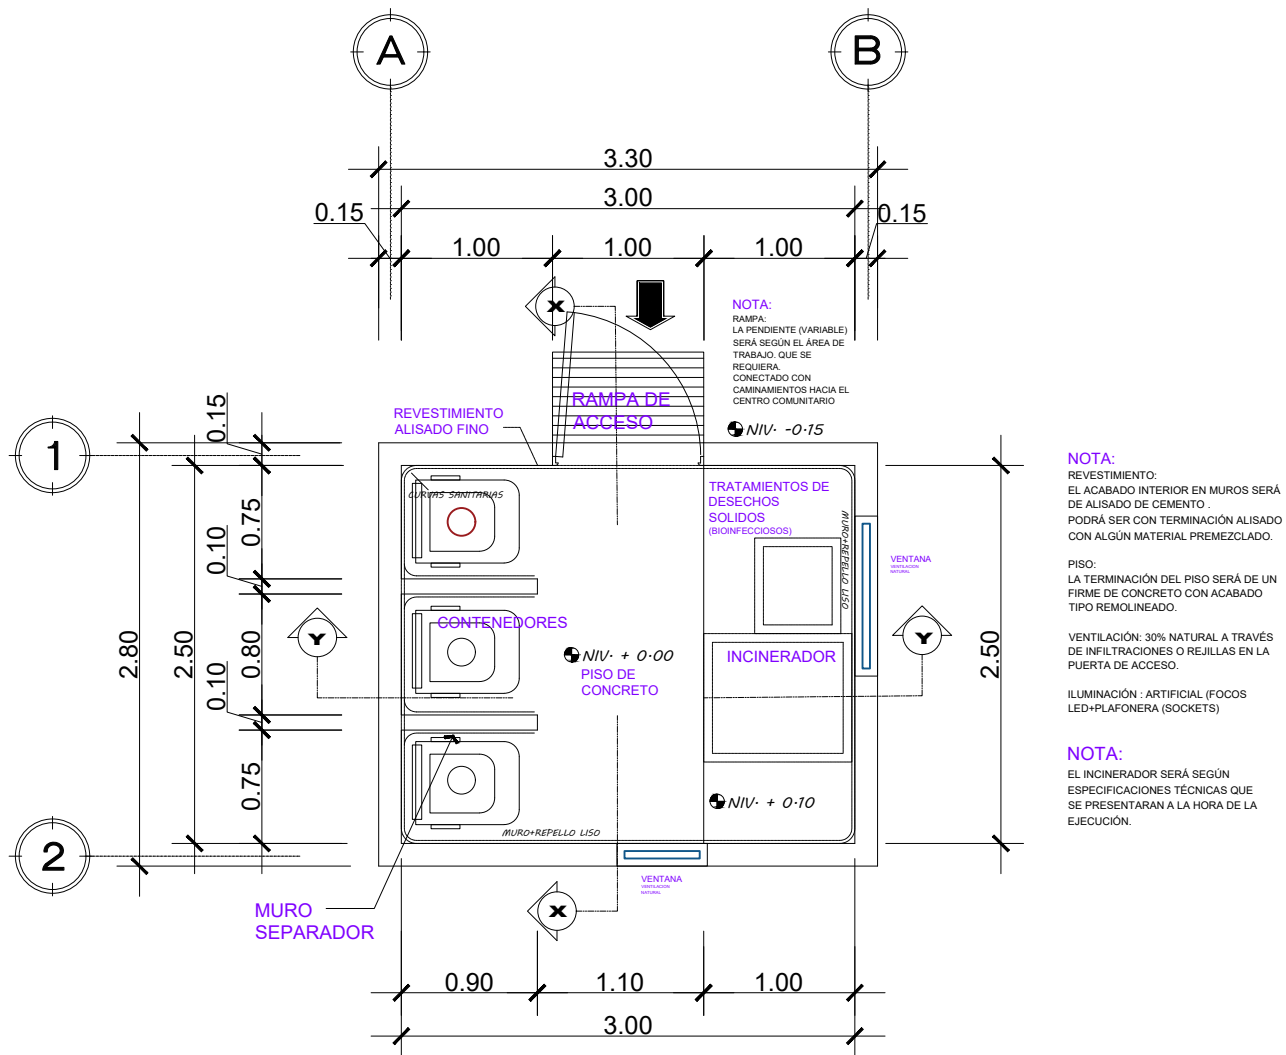 A
B
3.30
3.00
0.15
0.15
1.00
1.00
1.00
X
NOTA:
RAMPA:
LA PENDIENTE (VARIABLE)
SERÁ SEGÚN EL ÁREA DE
TRABAJO. QUE SE
REQUIERA.
CONECTADO CON
CAMINAMIENTOS HACIA EL
CENTRO COMUNITARIO
RAMPA DE
ACCESO
REVESTIMIENTO
ALISADO FINO
NIV. -0.15
0.15
1
NOTA:
REVESTIMIENTO:
EL ACABADO INTERIOR EN MUROS SERÁ
DE ALISADO DE CEMENTO .
PODRÁ SER CON TERMINACIÓN ALISADO
CON ALGÚN MATERIAL PREMEZCLADO.
PISO:
LA TERMINACIÓN DEL PISO SERÁ DE UN
FIRME DE CONCRETO CON ACABADO
TIPO REMOLINEADO.
VENTILACIÓN: 30% NATURAL A TRAVÉS
DE INFILTRACIONES O REJILLAS EN LA
PUERTA DE ACCESO.
ILUMINACIÓN : ARTIFICIAL (FOCOS
LED+PLAFONERA (SOCKETS)
NOTA:
EL INCINERADOR SERÁ SEGÚN
ESPECIFICACIONES TÉCNICAS QUE
SE PRESENTARAN A LA HORA DE LA
EJECUCIÓN.
CURVAS SANITARIAS
TRATAMIENTOS DE
DESECHOS
SOLIDOS
(BIOINFECCIOSOS)
MURO+REPELLO LISO
VENTANA
VENTILACION
NATURAL
0.75
0.10
0.80
0.10
0.75
2.50
2.80
2.50
Y
Y
CONTENEDORES
NIV. + 0.00
PISO DE
CONCRETO
INCINERADOR
NIV. + 0.10
MURO+REPELLO LISO
2
VENTANA
VENTILACION
NATURAL
MURO
SEPARADOR
X
0.90
1.10
1.00
3.00